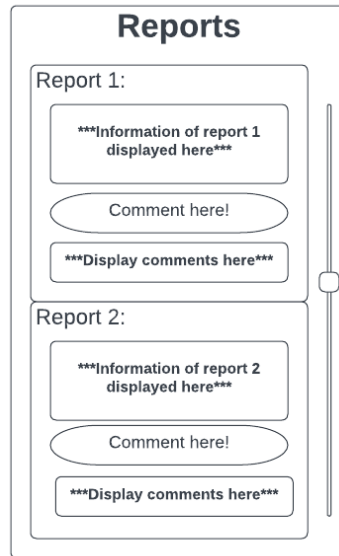 Reports
Report 1:
***Information of report 1
displayed here***
Comment here!
***Display comments here***
Report 2:
***Information of report 2
displayed here***
Comment here!
***Display comments here***